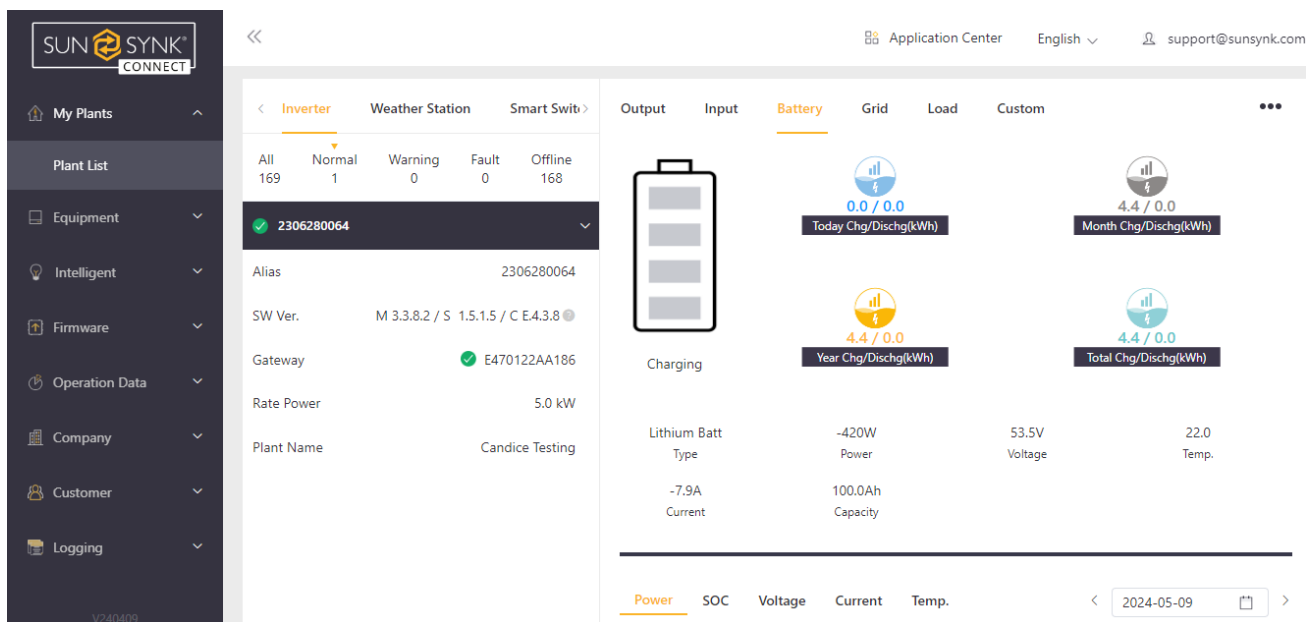 SUN SYNK®
CONNECT
My Plants
Plant List
Equipment
Intelligent
Firmware
Operation Data
Company
Customer
Logging
V240409
Application Center English support@sunsynk.com
Inverter Weather Station Smart Swit
All Normal Warning Fault Offline
169 1 0 0 168
2306280064
Alias 2306280064
SW Ver. M 3.3.8.2 / S 1.5.1.5 / C E.4.3.8
Gateway E470122AA186
Rate Power 5.0 kW
Plant Name Candice Testing
Output Input Battery Grid Load Custom
Charging
0.0 / 0.0
Today Chg/Dischg(kWh)
4.4 / 0.0
Month Chg/Dischg(kWh)
4.4 / 0.0
Year Chg/Dischg(kWh)
4.4 / 0.0
Total Chg/Dischg(kWh)
Lithium Batt -420W 53.5V 22.0
Type Power Voltage Temp.
-7.9A 100.0Ah
Current Capacity
Power SOC Voltage Current Temp. 2024-05-09